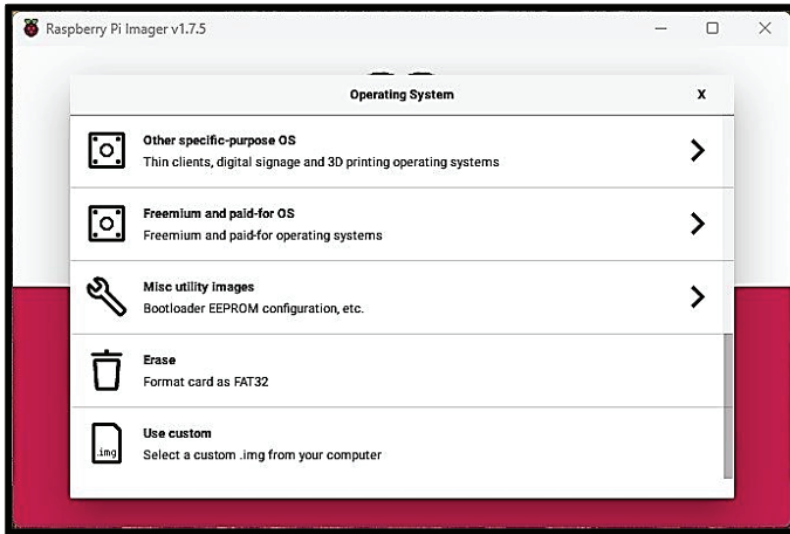 Raspberry Pi Imager v1.7.5
Operating System
X
Other specific-purpose OS
Thin clients, digital signage and 3D printing operating systems
Freemium and paid-for OS
Freemium and paid-for operating systems
Misc utility images
Bootloader EEPROM configuration, etc.
Erase
Format card as FAT32
.img
Use custom
Select a custom .img from your computer